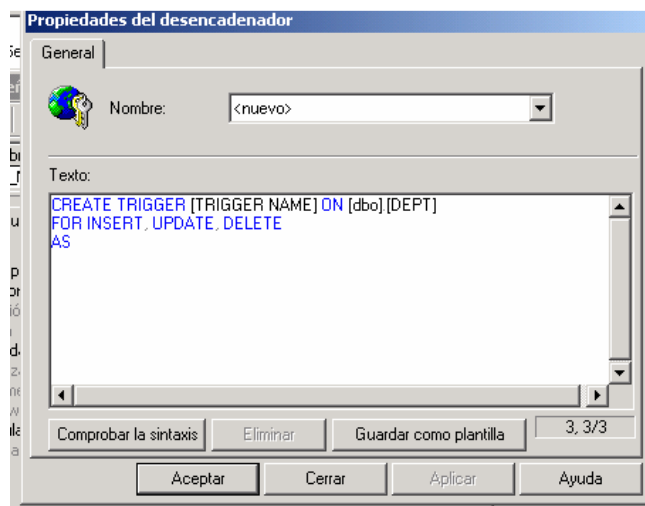 Propiedades del desencadenador
General
Nombre:
<nuevo>
Texto:
CREATE TRIGGER [TRIGGER NAME] ON [dbo].[DEPT]
FOR INSERT, UPDATE, DELETE
AS
Comprobar la sintaxis
Eliminar
Guardar como plantilla
3, 3/3
Aceptar
Cerrar
Aplicar
Ayuda